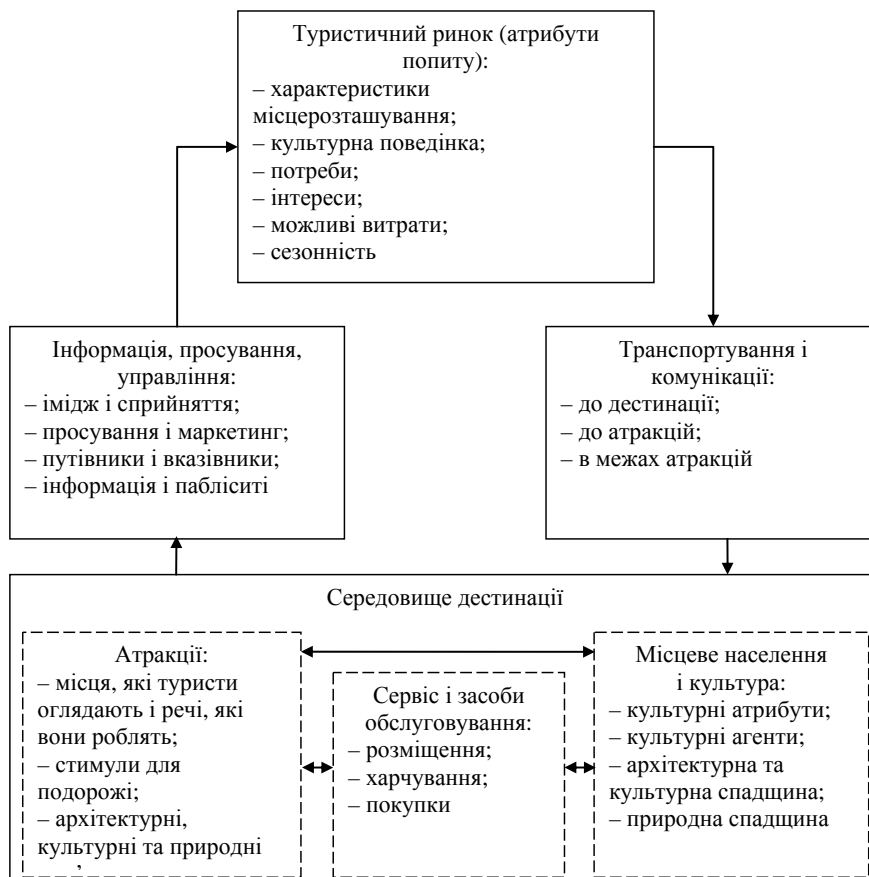 Туристичний ринок (атрибути
попиту):
– характеристики
місцерозташування;
– культурна поведінка;
– потреби;
– інтереси;
– можливі витрати;
– сезонність
Інформація, просування,
управління:
– імідж і сприйняття;
– просування і маркетинг;
– путівники і вказівники;
– інформація і пабліситі
Транспортування і
комунікації:
– до дестинації;
– до атракцій;
– в межах атракцій
Середовище дестинації
Атракції:
– місця, які туристи
оглядають і речі, які
вони роблять;
– стимули для
подорожі;
– архітектурні,
культурні та природні
Сервіс і засоби
обслуговування:
– розміщення;
– харчування;
– покупки
Місцеве населення
і культура:
– культурні атрибути;
– культурні агенти;
– архітектурна та
культурна спадщина;
– природна спадщина